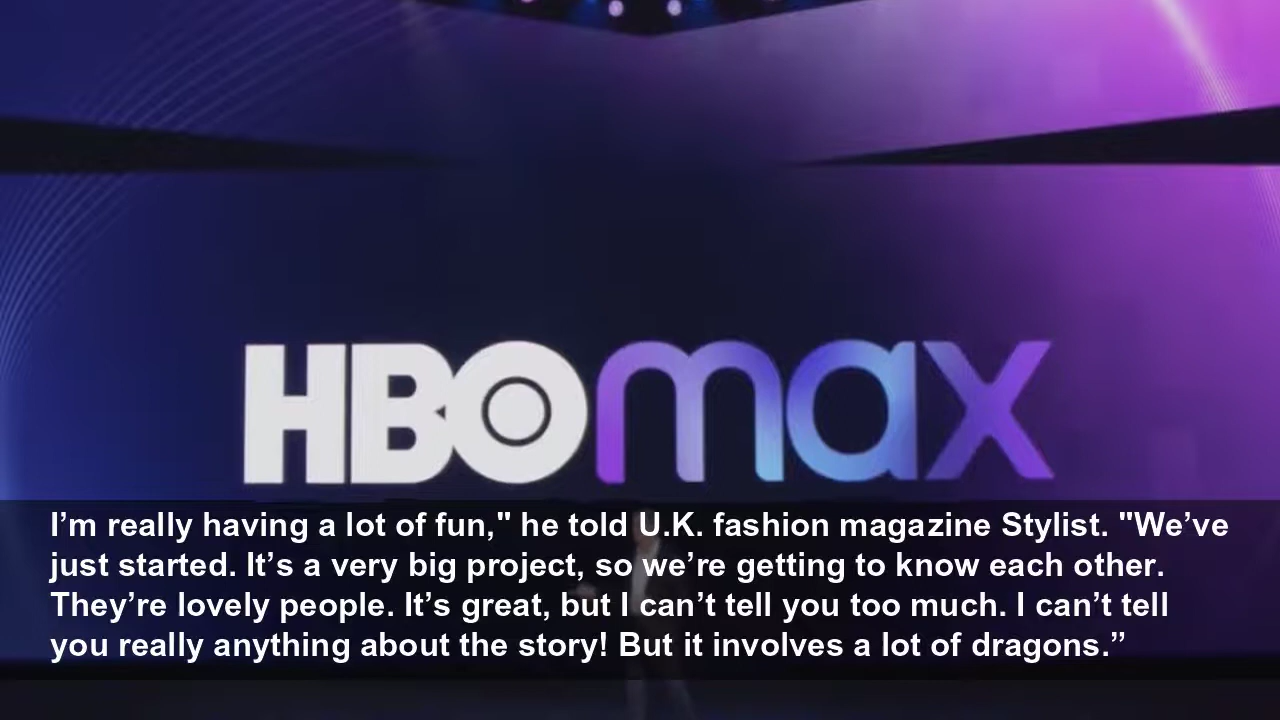 HBOmax
I’m really having a lot of fun," he told U.K. fashion magazine Stylist. "We’ve
just started. It’s a very big project, so we’re getting to know each other.
They’re lovely people. It’s great, but I can’t tell you too much. I can’t tell
you really anything about the story! But it involves a lot of dragons.”